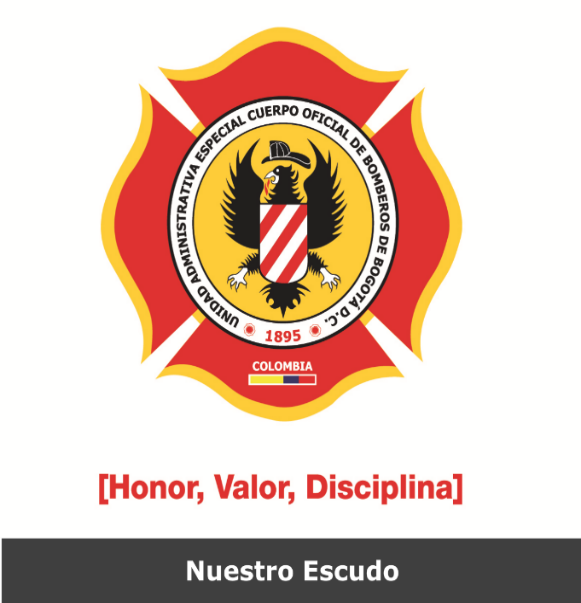 UNIDAD ADMINISTRATIVA ESPECIAL CUERPO OFICIAL DE BOMBEROS DE BOGOTÁ D.C.
1895
COLOMBIA
[Honor, Valor, Disciplina]
Nuestro Escudo